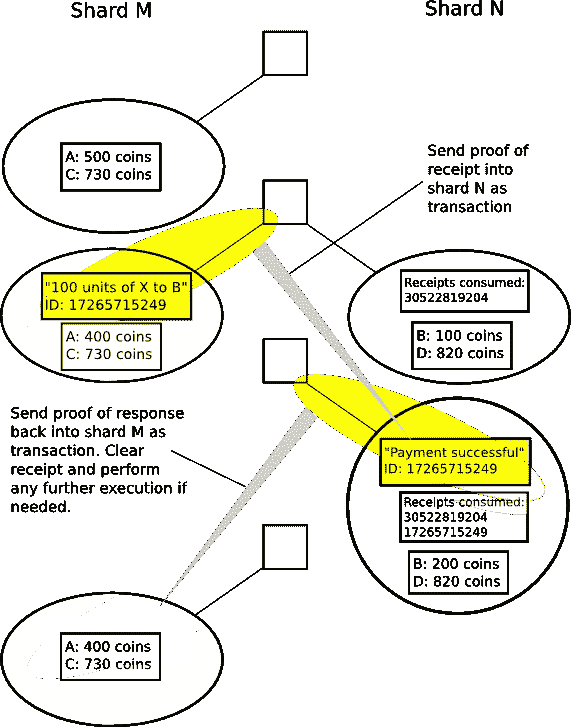 Shard M
Shard N
A: 500 coins
C: 730 coins
Send proof of
receipt into
shard N as
transaction
"100 units of X to B"
ID: 17265715249
A: 400 coins
C: 730 coins
Receipts consumed:
30522819204
B: 100 coins
D: 820 coins
Send proof of response
back into shard M as
transaction. Clear
receipt and perform
any further execution if
needed.
"Payment successful"
ID: 17265715249
Receipts consumed:
30522819204
17265715249
B: 200 coins
D: 820 coins
A: 400 coins
C: 730 coins